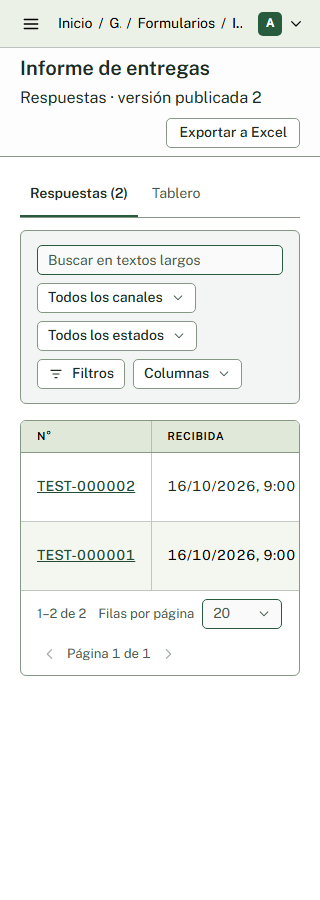 Inicio / G. / Formularios / I.. A
Informe de entregas
Respuestas · versión publicada 2
Exportar a Excel
Respuestas (2) Tablero
Buscar en textos largos
Todos los canales
Todos los estados
Filtros Columnas
N° RECIBIDA
TEST-000002 16/10/2026, 9:00
TEST-000001 16/10/2026, 9:00
1–2 de 2 Filas por página 20
Página 1 de 1